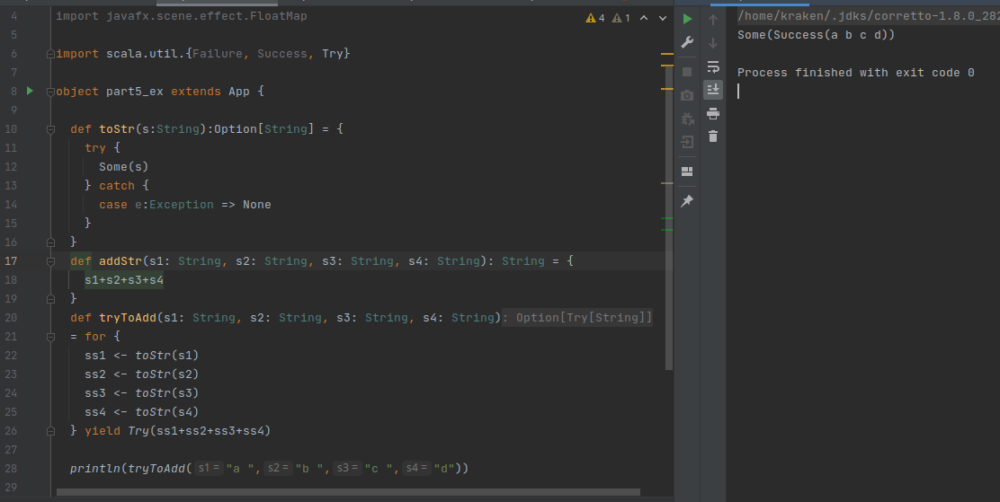 4 import javafx.scene.effect.FloatMap
5
6 import scala.util.{Failure, Success, Try}
7
8 object part5_ex extends App {
9
10 def toStr(s:String):Option[String] = {
11 try {
12 Some(s)
13 } catch {
14 case e:Exception => None
15 }
16 }
17 def addStr(s1: String, s2: String, s3: String, s4: String): String = {
18 s1+s2+s3+s4
19 }
20 def tryToAdd(s1: String, s2: String, s3: String, s4: String): Option[Try[String]]
21 = for {
22 ss1 <- toStr(s1)
23 ss2 <- toStr(s2)
24 ss3 <- toStr(s3)
25 ss4 <- toStr(s4)
26 } yield Try(ss1+ss2+ss3+ss4)
27
28 println(tryToAdd( s1= "a ", s2= "b ", s3= "c ", s4= "d"))
29
4 1
/home/kraken/.jdks/corretto-1.8.0_282
Some(Success(a b c d))
Process finished with exit code 0